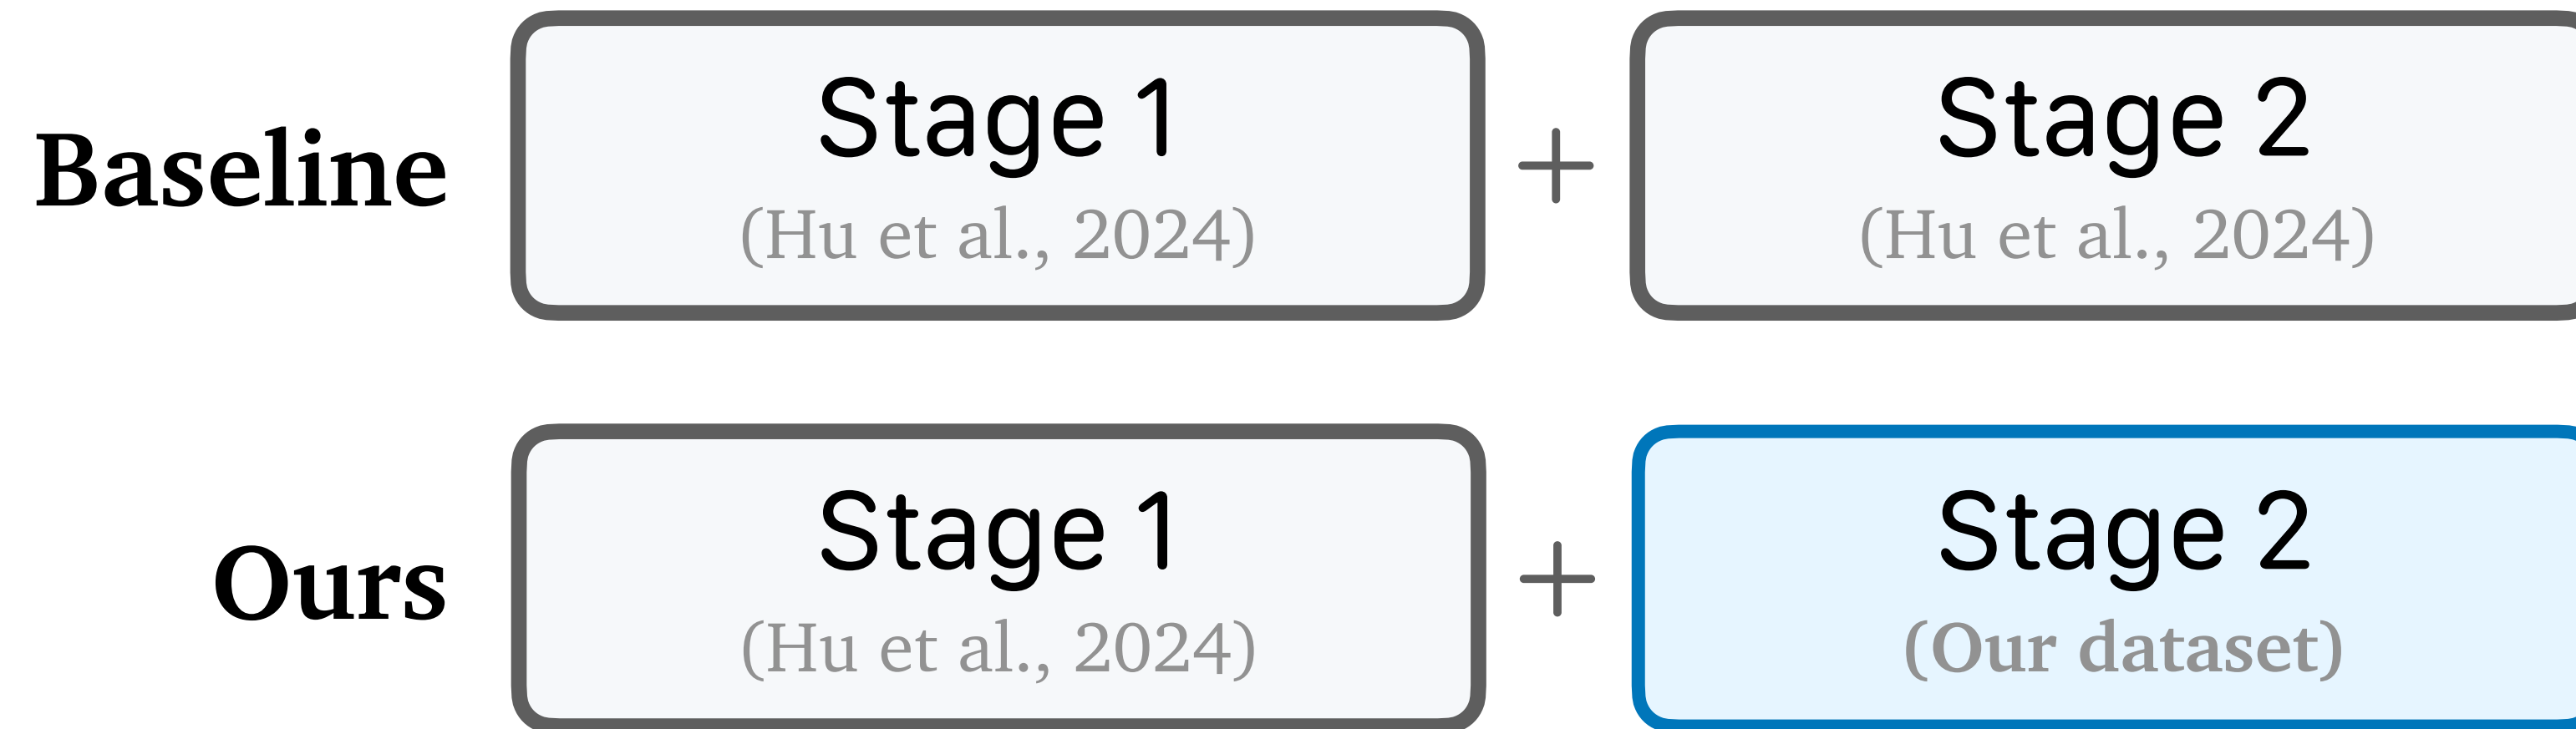 Baseline
Stage 1
(Hu et al., 2024)
+
Stage 2
(Hu et al., 2024)
Ours
Stage 1
(Hu et al., 2024)
+
Stage 2
(Our dataset)